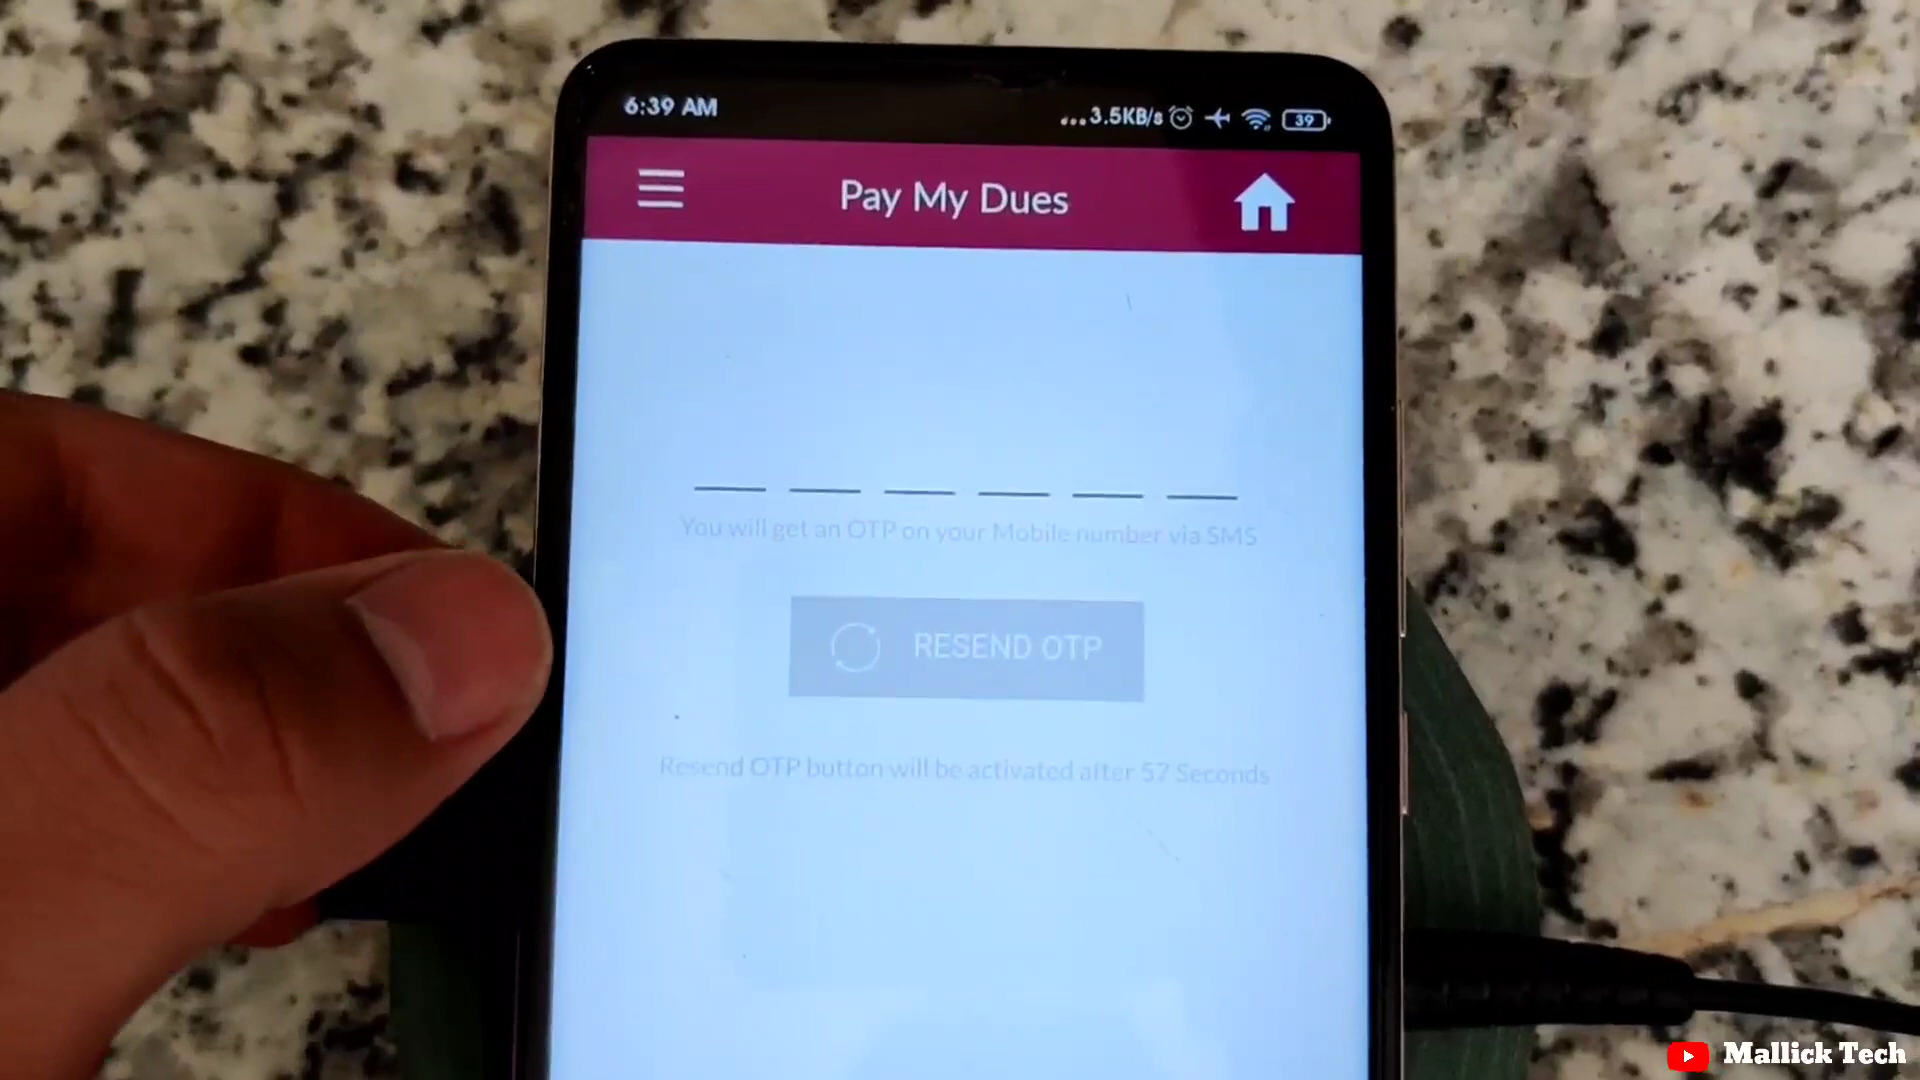 6:39 AM
...3.5KB/s
39
Pay My Dues
You will get an OTP on your Mobile number via SMS
RESEND OTP
Resend OTP button will be activated after 57 Seconds
Mallick Tech